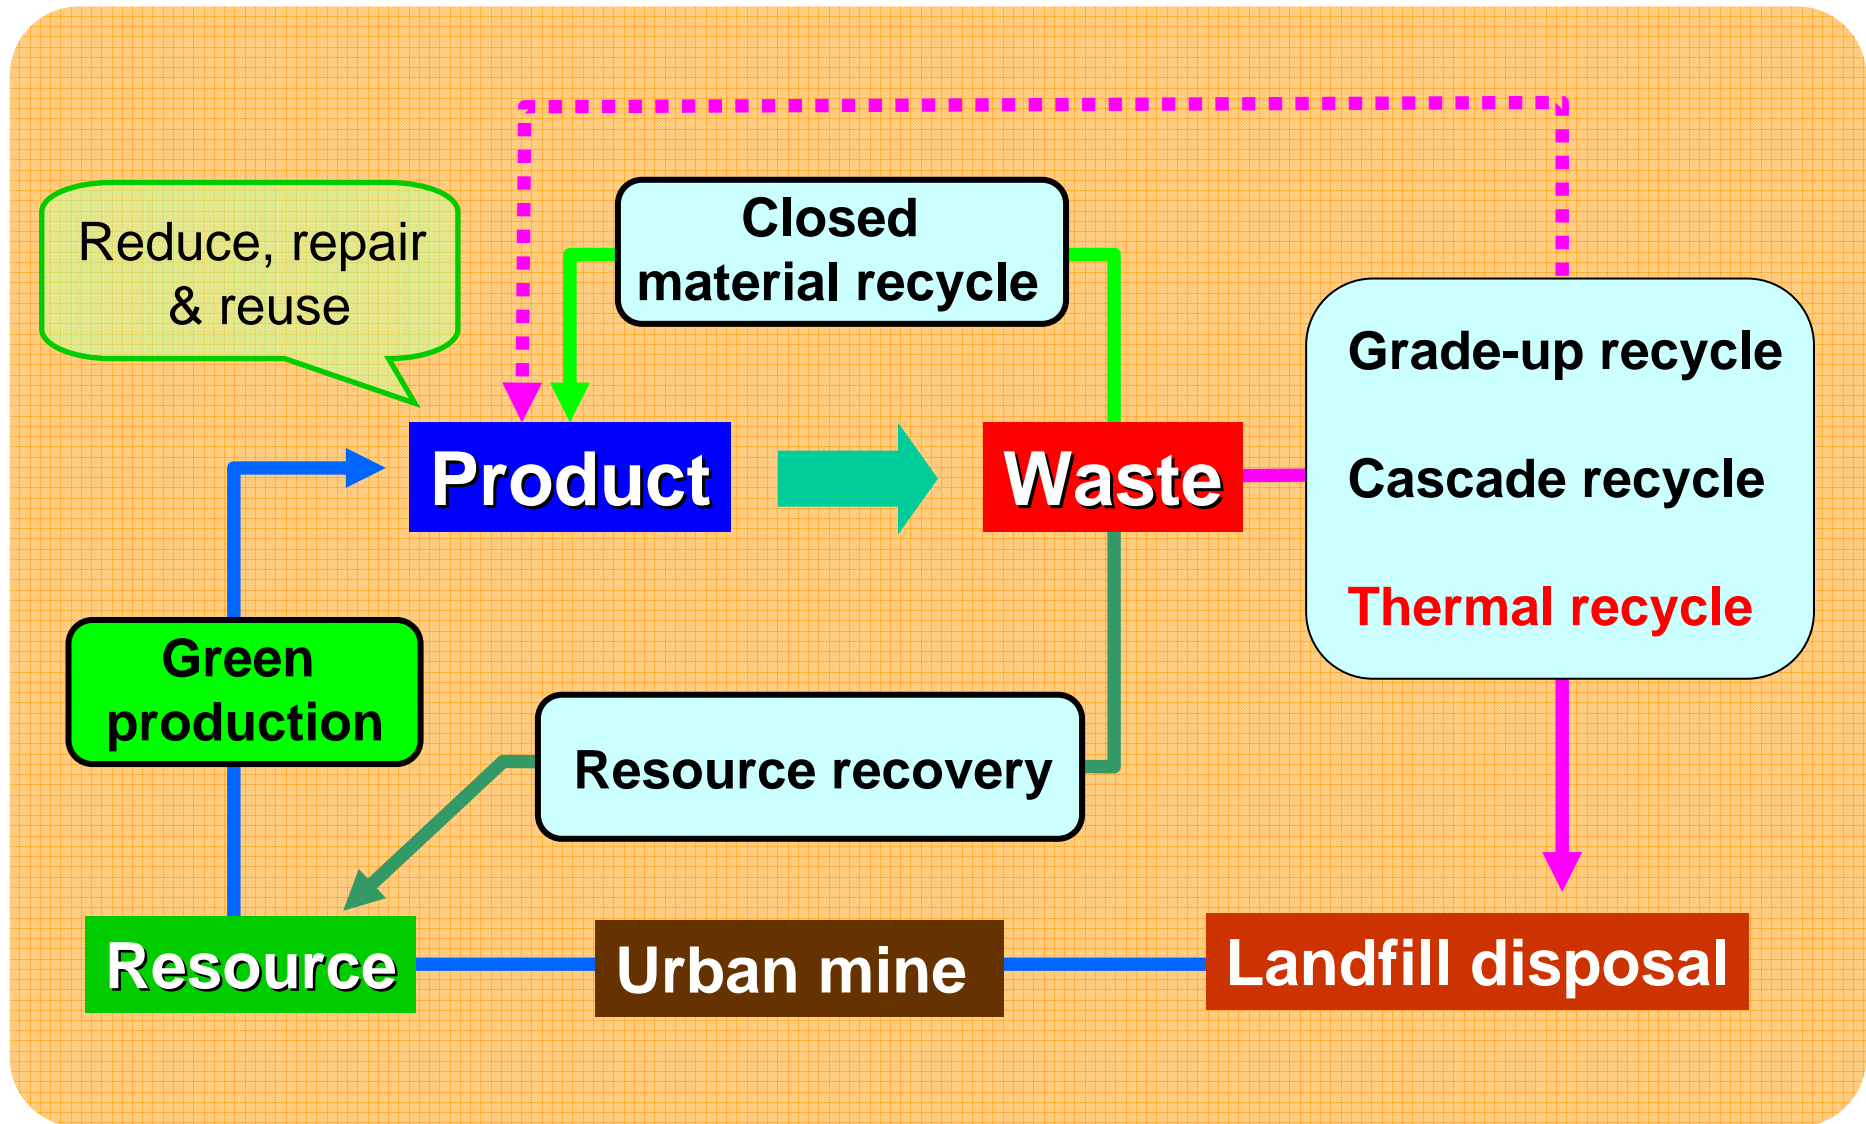 Closed
material recycle
Reduce, repair
& reuse
Grade-up recycle
Cascade recycle
Thermal recycle
Product
Waste
Green
production
Resource recovery
Resource
Urban mine
Landfill disposal